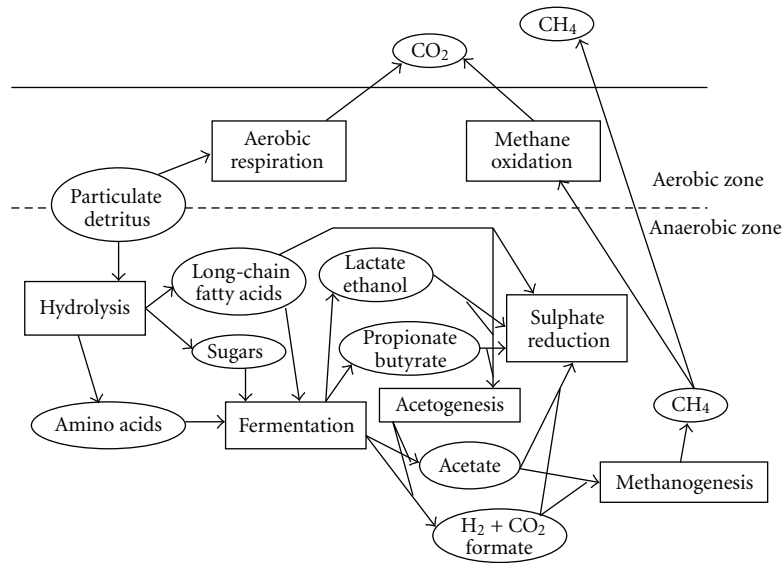 CH₄
CO₂
Aerobic
respiration
Methane
oxidation
Aerobic zone
Particulate
detritus
Anaerobic zone
Long-chain
fatty acids
Lactate
ethanol
Hydrolysis
Sulphate
reduction
Propionate
butyrate
Sugars
Acetogenesis
CH₄
Amino acids
Fermentation
Acetate
Methanogenesis
H₂ + CO₂
formate